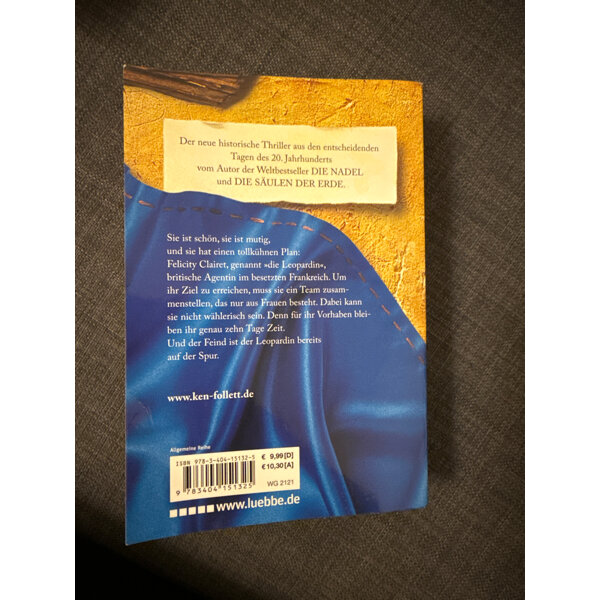 Der neue historische Thriller aus den entscheidenden
Tagen des 20. Jahrhunderts
vom Autor der Weltbestseller DIE NADEL
und DIE SÄULEN DER ERDE.
Sie ist schön, sie ist mutig,
und sie hat einen tollkühnen Plan:
Felicity Clairet, genannt »die Leopardin«,
britische Agentin im besetzten Frankreich. Um
ihr Ziel zu erreichen, muss sie ein Team zusam-
menstellen, das nur aus Frauen besteht. Dabei kann
sie nicht wählerisch sein. Denn für ihr Vorhaben blei-
ben ihr genau zehn Tage Zeit.
Und der Feind ist der Leopardin bereits
auf der Spur.
www.ken-follett.de
Allgemeine Reihe
ISBN 978-3-404-15132-5
€ 9,99 [D]
€ 10,30 [A]
WG 2121
9 783404 151325
www.luebbe.de